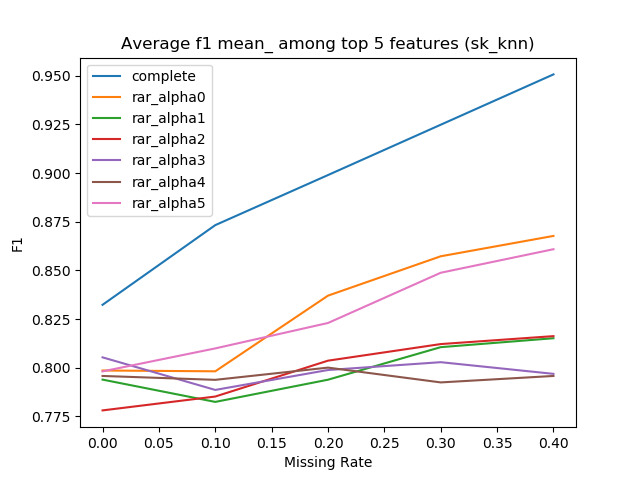 Average f1 mean_ among top 5 features (sk_knn)
complete
rar_alpha0
rar_alpha1
rar_alpha2
rar_alpha3
rar_alpha4
rar_alpha5
F1
0.950
0.925
0.900
0.875
0.850
0.825
0.800
0.775
0.00 0.05 0.10 0.15 0.20 0.25 0.30 0.35 0.40
Missing Rate